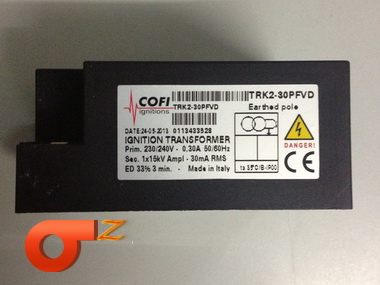 COFI
ignitions
TRK2-30PFVD
TRK2-30PFVD
Earthed pole
DATE:24-05-2013 0113433528
IGNITION TRANSFORMER
Prim. 230/240V - 0,30A 50/60Hz
Sec. 1x15kV Ampl - 30mA RMS
ED 33% 3 min. - Made in Italy
DANGER!
Z